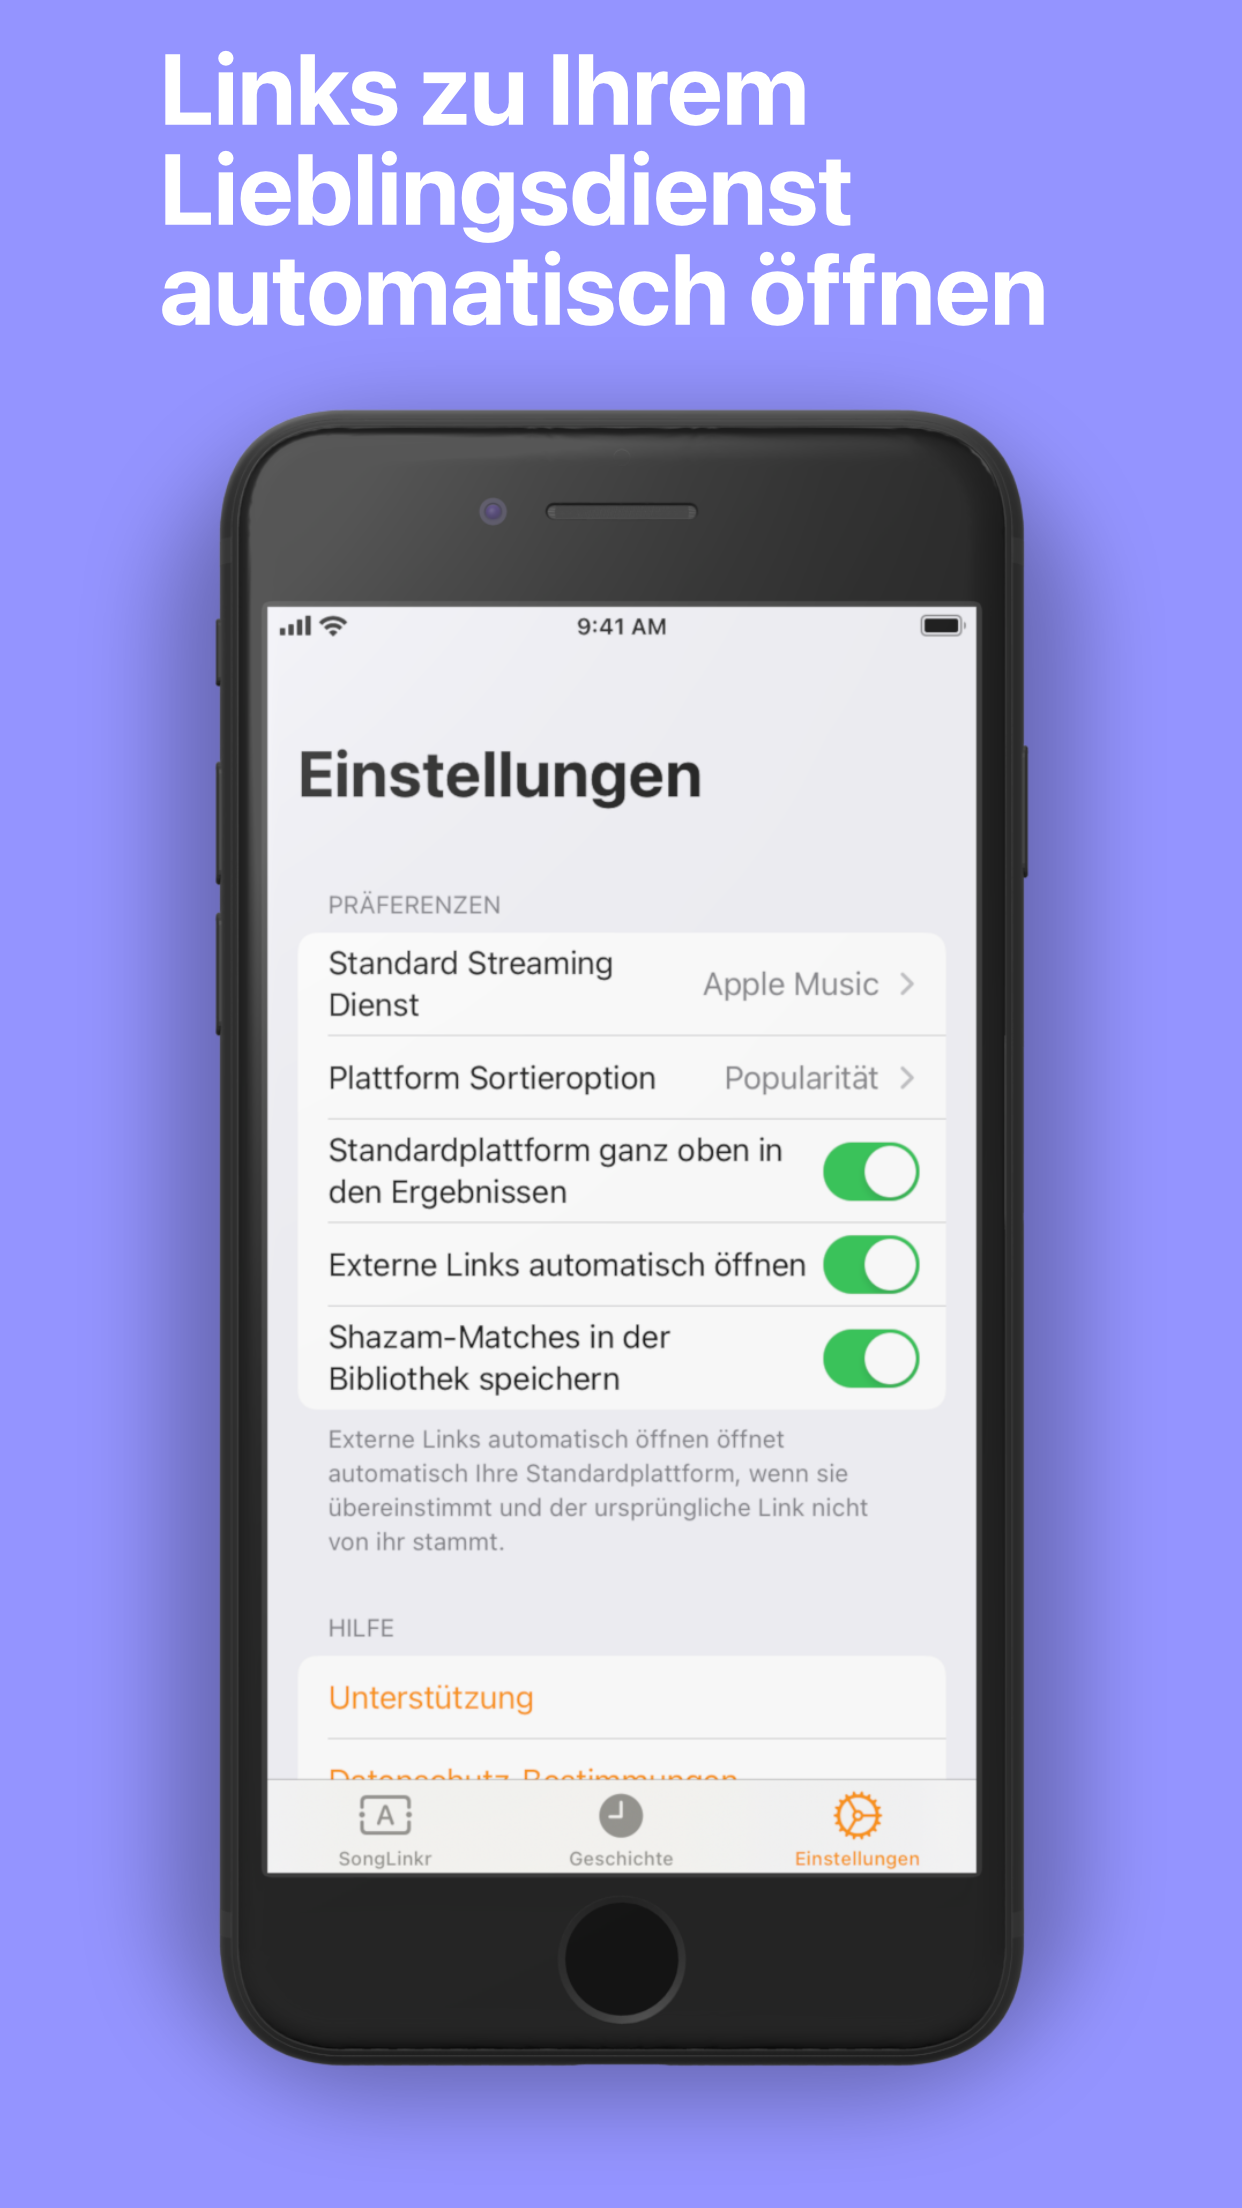 Links zu Ihrem
Lieblingsdienst
automatisch öffnen
9:41 AM
Einstellungen
PRÄFERENZEN
Standard Streaming
Dienst
Apple Music
Plattform Sortieroption
Popularität
Standardplattform ganz oben in
den Ergebnissen
Externe Links automatisch öffnen
Shazam-Matches in der
Bibliothek speichern
Externe Links automatisch öffnen öffnet
automatisch Ihre Standardplattform, wenn sie
übereinstimmt und der ursprüngliche Link nicht
von ihr stammt.
HILFE
Unterstützung
Datenschutz-Bestimmungen
A
SongLinkr
Geschichte
Einstellungen